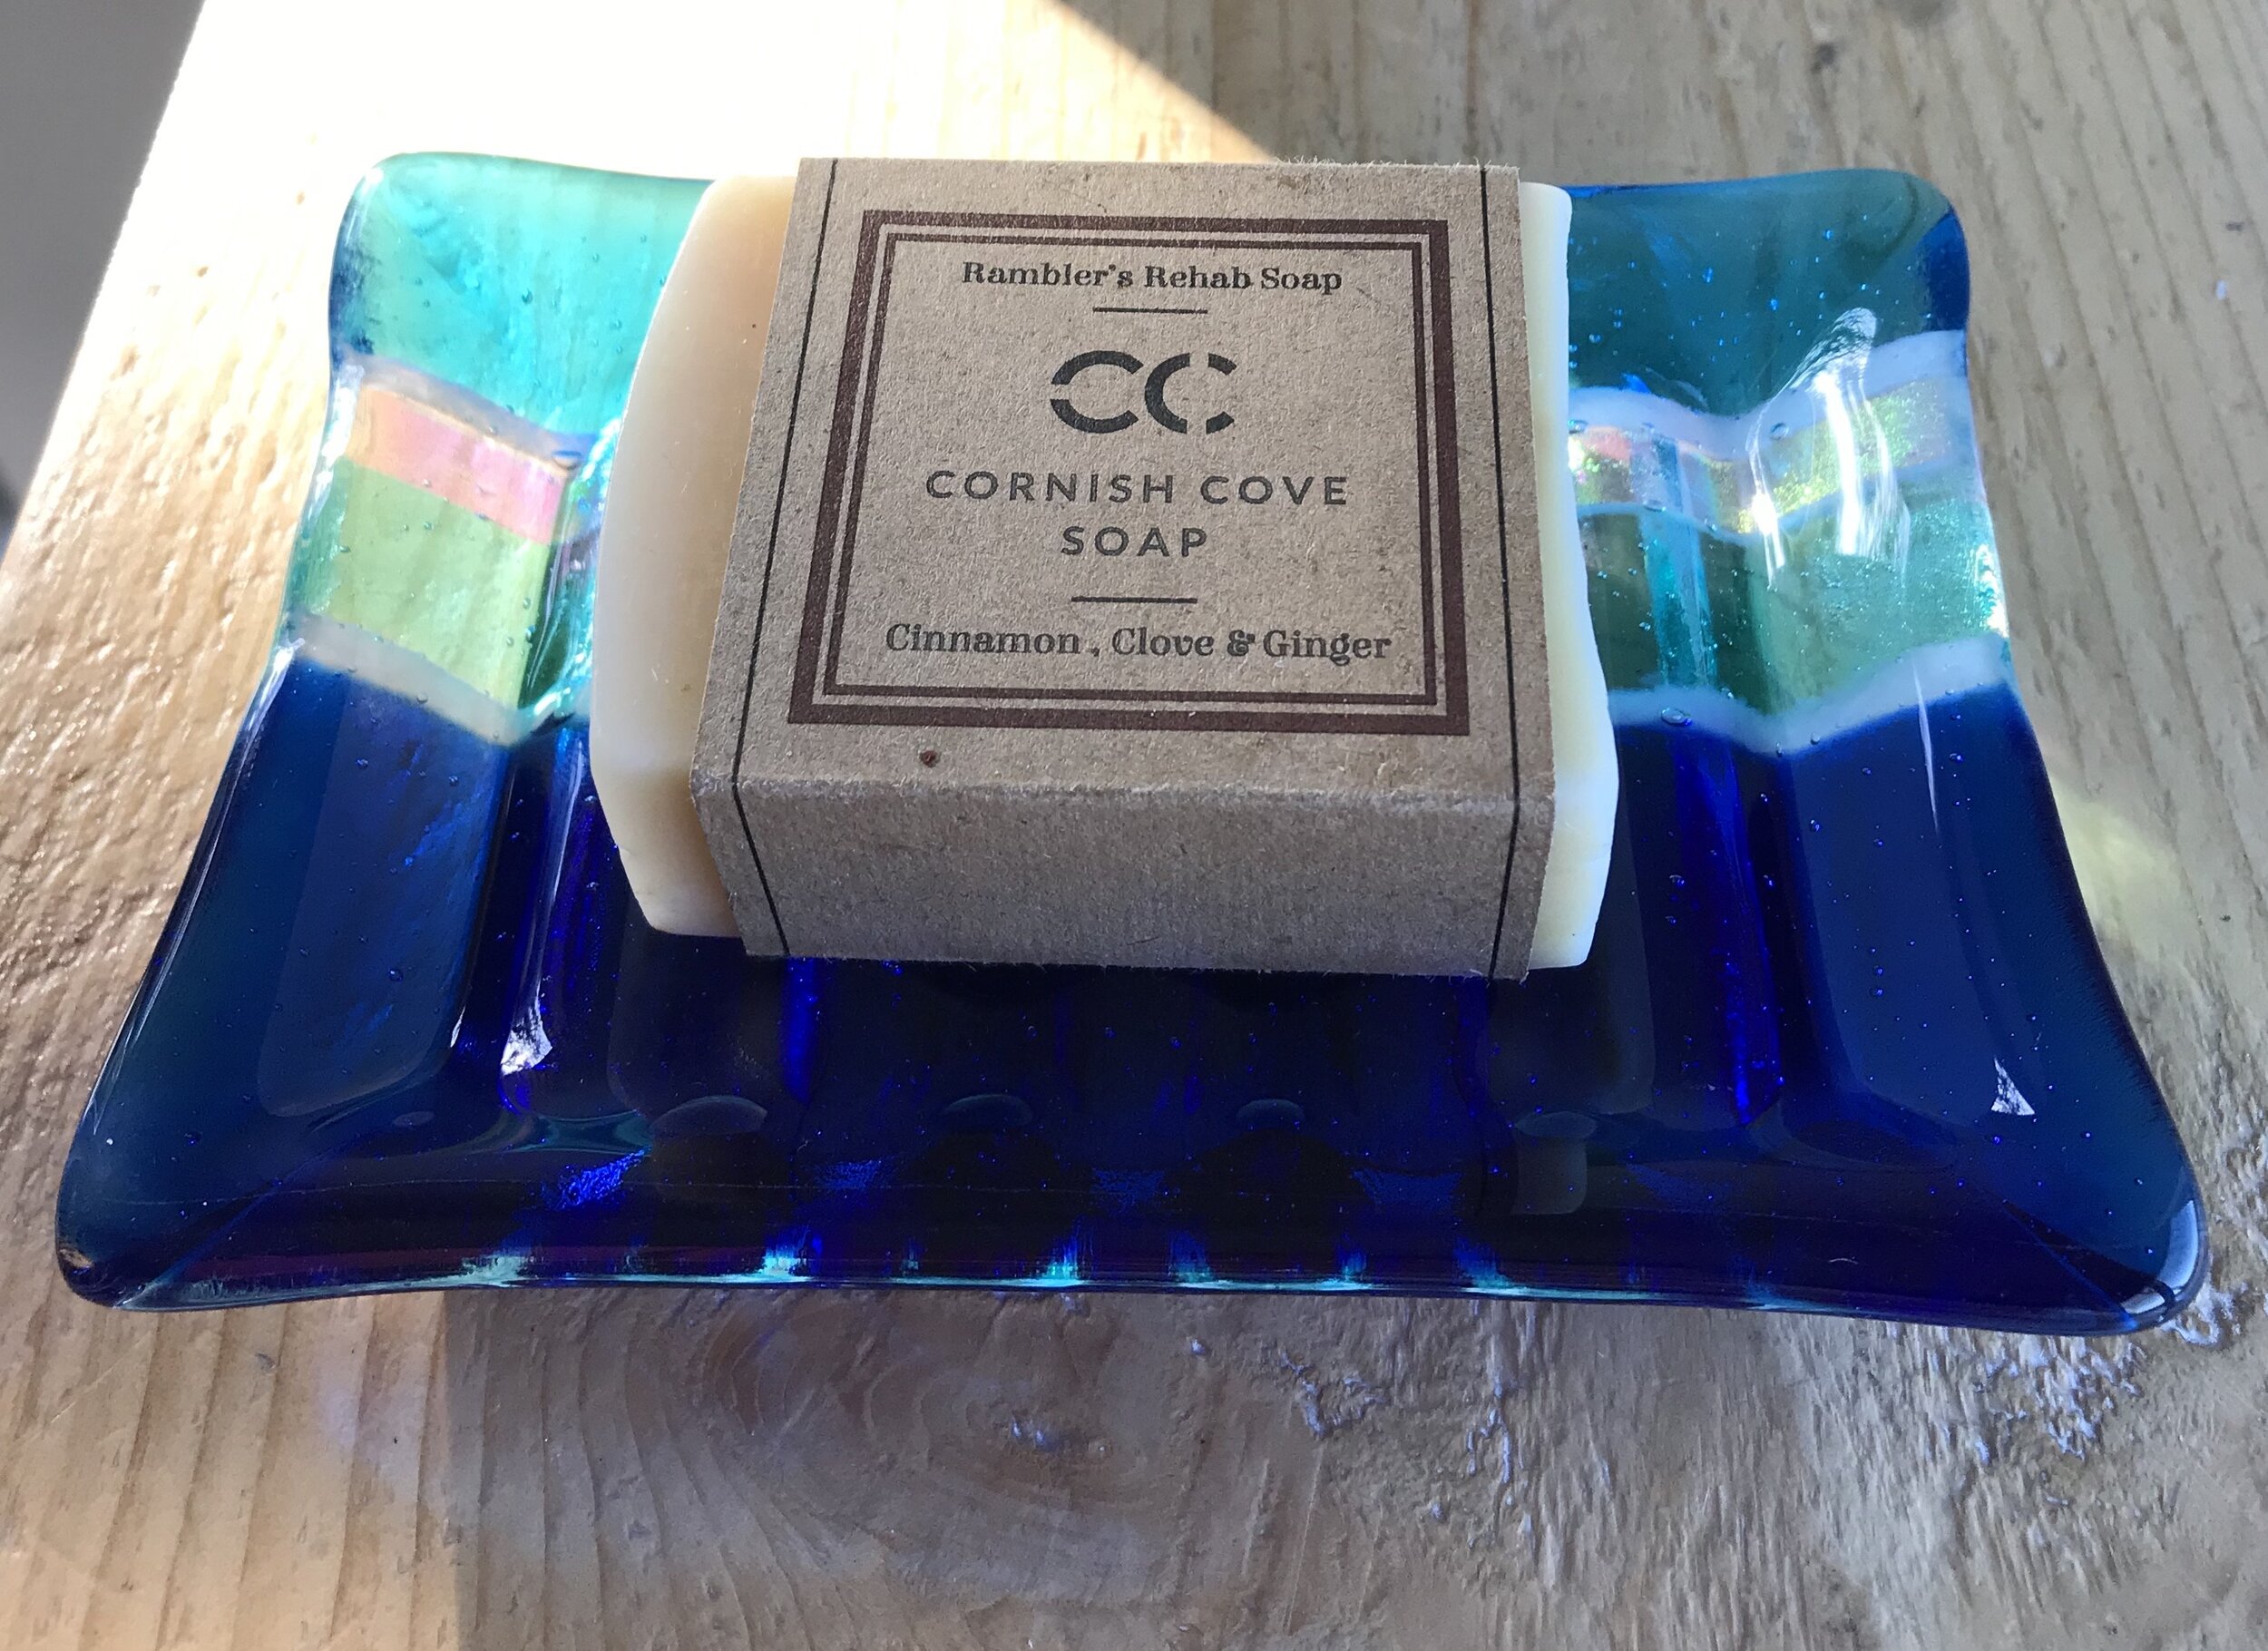 Rambler's Rehab Soap
CC
CORNISH COVE
SOAP
Cinnamon , Clove & Ginger